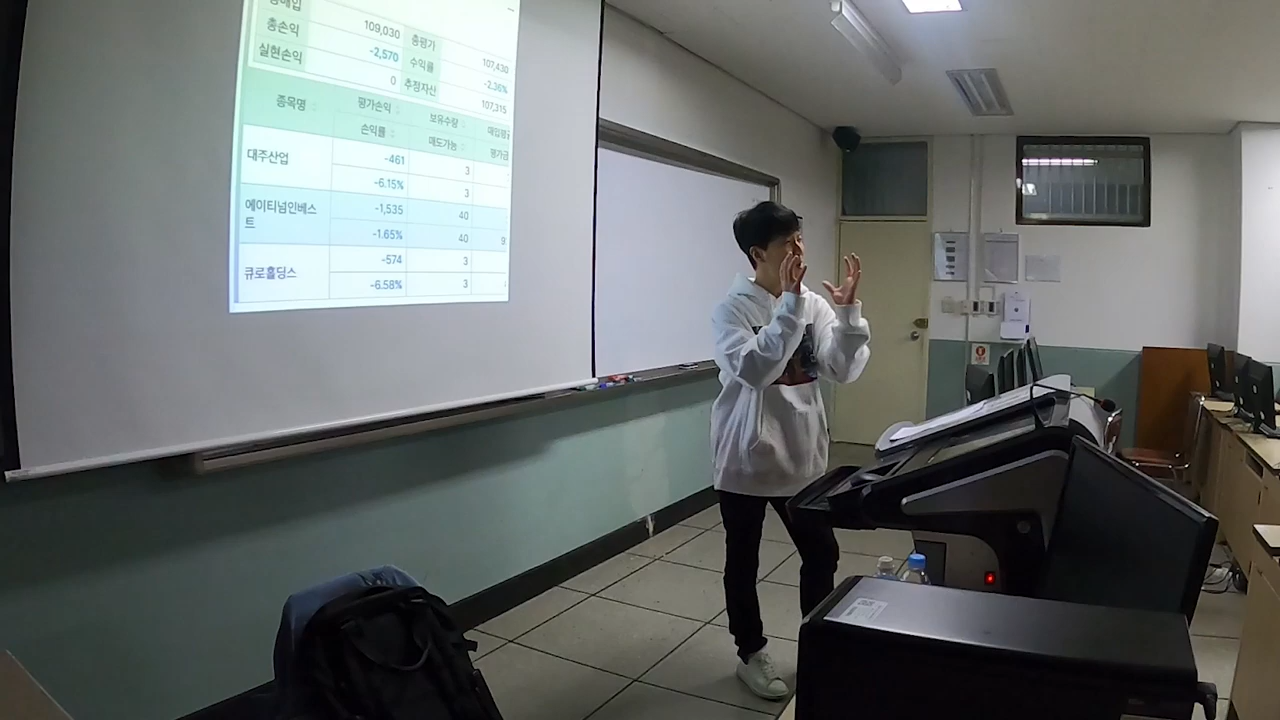 총매입
109,030 총평가 107,430
총손익 -2,570 수익률 -2.36%
실현손익 0 추정자산 107,315
종목명 평가손익 보유수량
손익률 매도가능
대주산업 -461 3
-6.15% 3
에이티넘인베스트 -1,535 40
-1.65% 40
큐로홀딩스 -574 3
-6.58% 3